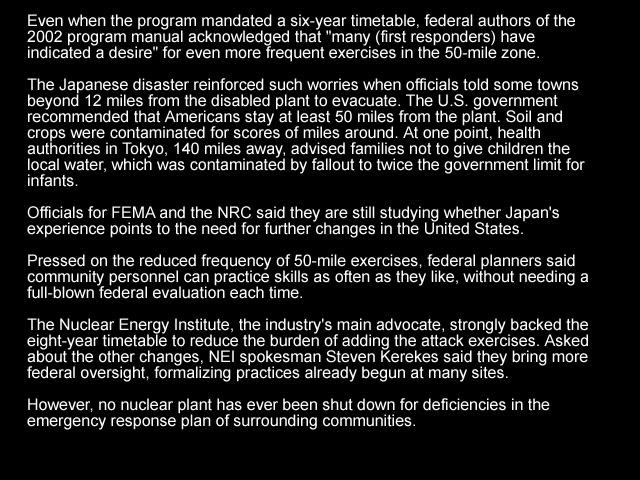 Even when the program mandated a six-year timetable, federal authors of the
2002 program manual acknowledged that "many (first responders) have
indicated a desire" for even more frequent exercises in the 50-mile zone.
The Japanese disaster reinforced such worries when officials told some towns
beyond 12 miles from the disabled plant to evacuate. The U.S. government
recommended that Americans stay at least 50 miles from the plant. Soil and
crops were contaminated for scores of miles around. At one point, health
authorities in Tokyo, 140 miles away, advised families not to give children the
local water, which was contaminated by fallout to twice the government limit for
infants.
Officials for FEMA and the NRC said they are still studying whether Japan's
experience points to the need for further changes in the United States.
Pressed on the reduced frequency of 50-mile exercises, federal planners said
community personnel can practice skills as often as they like, without needing a
full-blown federal evaluation each time.
The Nuclear Energy Institute, the industry's main advocate, strongly backed the
eight-year timetable to reduce the burden of adding the attack exercises. Asked
about the other changes, NEI spokesman Steven Kerekes said they bring more
federal oversight, formalizing practices already begun at many sites.
However, no nuclear plant has ever been shut down for deficiencies in the
emergency response plan of surrounding communities.